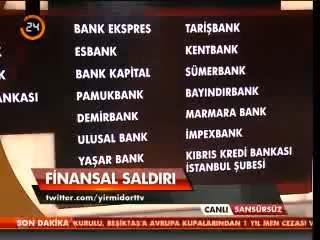 24
BANK EKSPRES
ESBANK
BANK KAPİTAL
PAMUKBANK
DEMİRBANK
ULUSAL BANK
YAŞAR BANK
TARİŞBANK
KENTBANK
SÜMERBANK
BAYINDIRBANK
MARMARA BANK
İMPEXBANK
KIBRIS KREDİ BANKASI
İSTANBUL ŞUBESİ
ANKASI
FİNANSAL SALDIRI
twitter.com/yirmidorttv
CANLI SANSÜRSÜZ
SON DAKİKA KURULU, BEŞİKTAŞ'A AVRUPA KUPALARINDAN 1 YIL MEN CEZASI V